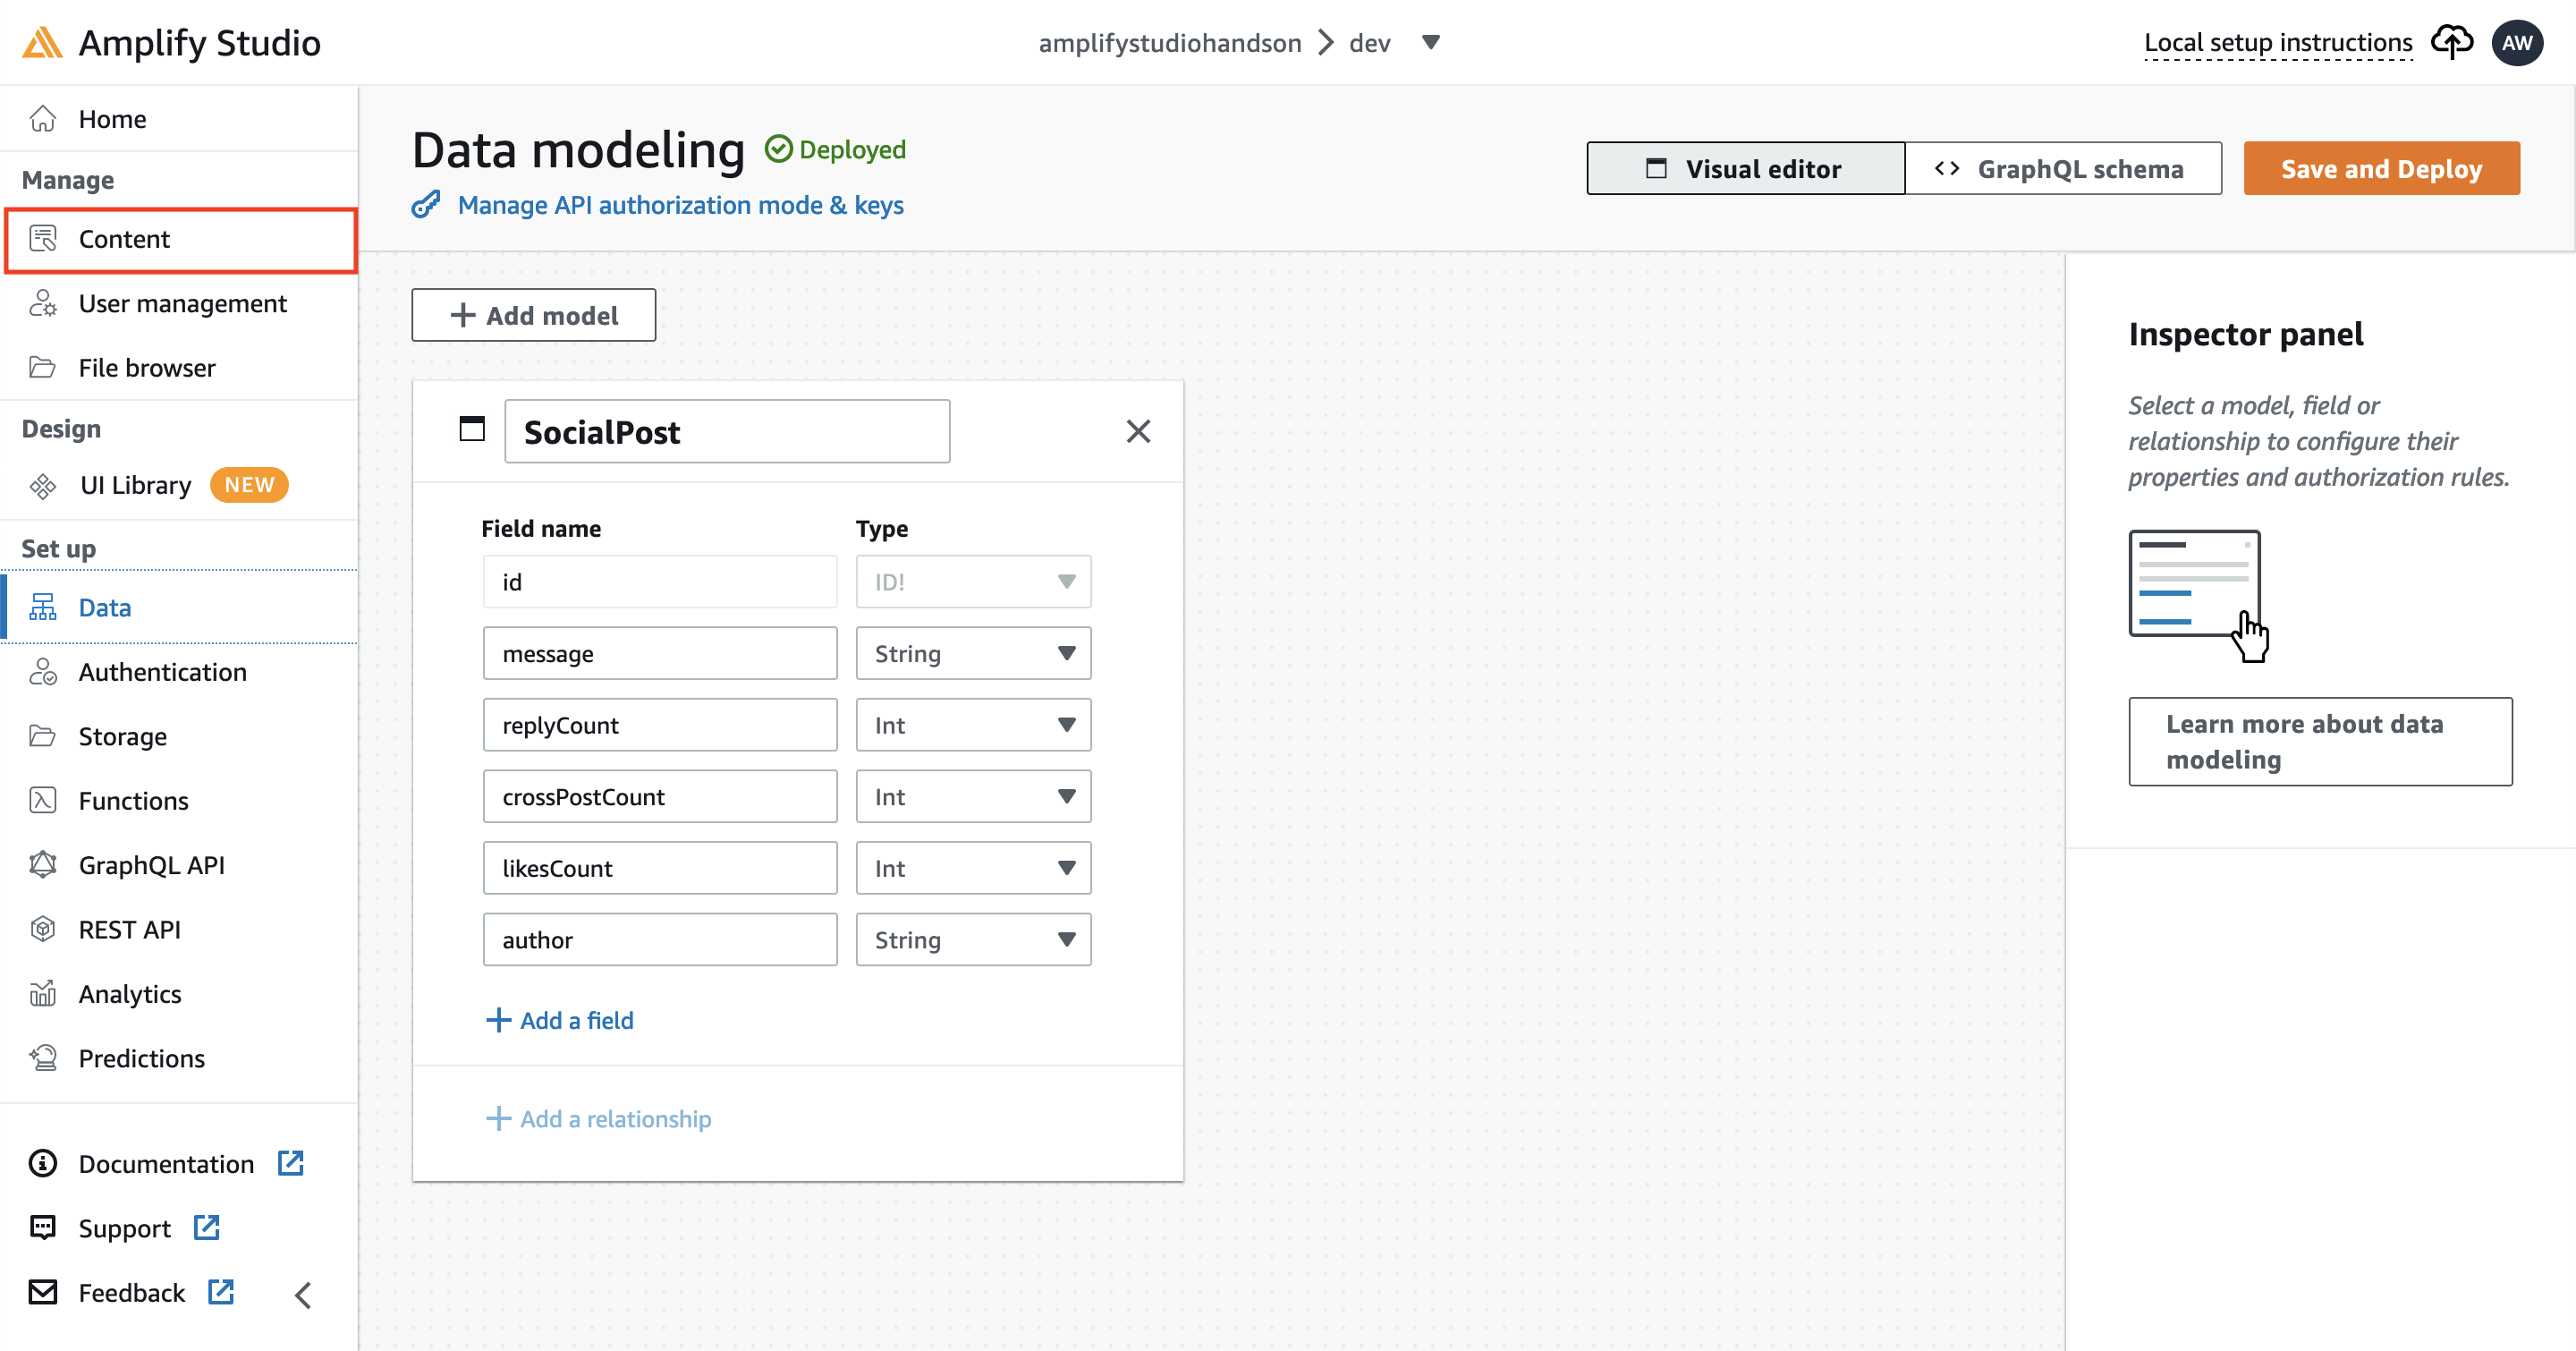 Amplify Studio
amplifystudiohandson > dev
Local setup instructions
AW
Home
Manage
Content
User management
File browser
Design
UI Library NEW
Set up
Data
Authentication
Storage
Functions
GraphQL API
REST API
Analytics
Predictions
Documentation
Support
Feedback
Data modeling Deployed
Manage API authorization mode & keys
Visual editor
GraphQL schema
Save and Deploy
+ Add model
SocialPost
Field name Type
id ID!
message String
replyCount Int
crossPostCount Int
likesCount Int
author String
+ Add a field
+ Add a relationship
Inspector panel
Select a model, field or
relationship to configure their
properties and authorization rules.
Learn more about data
modeling